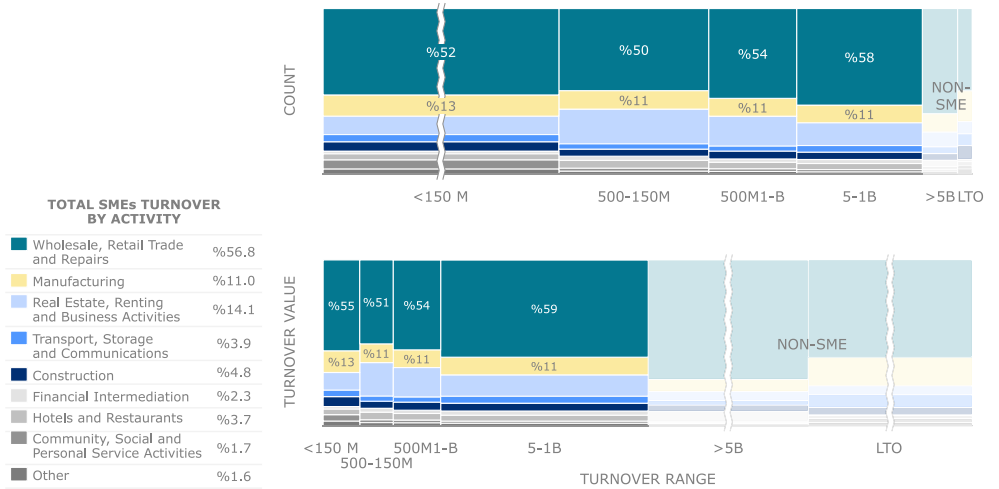 %52
%50
%54
%58
%13
%11
%11
%11
NON-
SME
COUNT
<150 M
500-150M
500M1-B
5-1B
>5B
LTO
TOTAL SMEs TURNOVER
BY ACTIVITY
Wholesale, Retail Trade
and Repairs
%56.8
Manufacturing
%11.0
Real Estate, Renting
and Business Activities
%14.1
Transport, Storage
and Communications
%3.9
Construction
%4.8
Financial Intermediation
%2.3
Hotels and Restaurants
%3.7
Community, Social and
Personal Service Activities
%1.7
Other
%1.6
TURNOVER VALUE
%55
%51
%54
%59
%13
%11
%11
%11
NON-SME
<150 M
500-150M
500M1-B
5-1B
>5B
LTO
TURNOVER RANGE